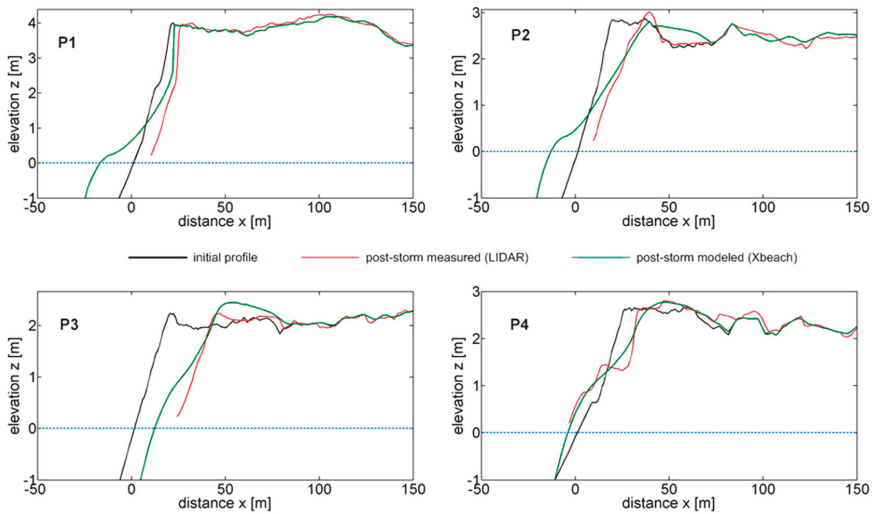 P1
elevation z [m]
4
3
2
1
0
-1
-50 0 50 100 150
distance x [m]
P2
elevation z [m]
3
2
1
0
-1
-50 0 50 100 150
distance x [m]
initial profile post-storm measured (LIDAR) post-storm modeled (Xbeach)
P3
elevation z [m]
2
1
0
-1
-50 0 50 100 150
distance x [m]
P4
elevation z [m]
3
2
1
0
-1
-50 0 50 100 150
distance x [m]